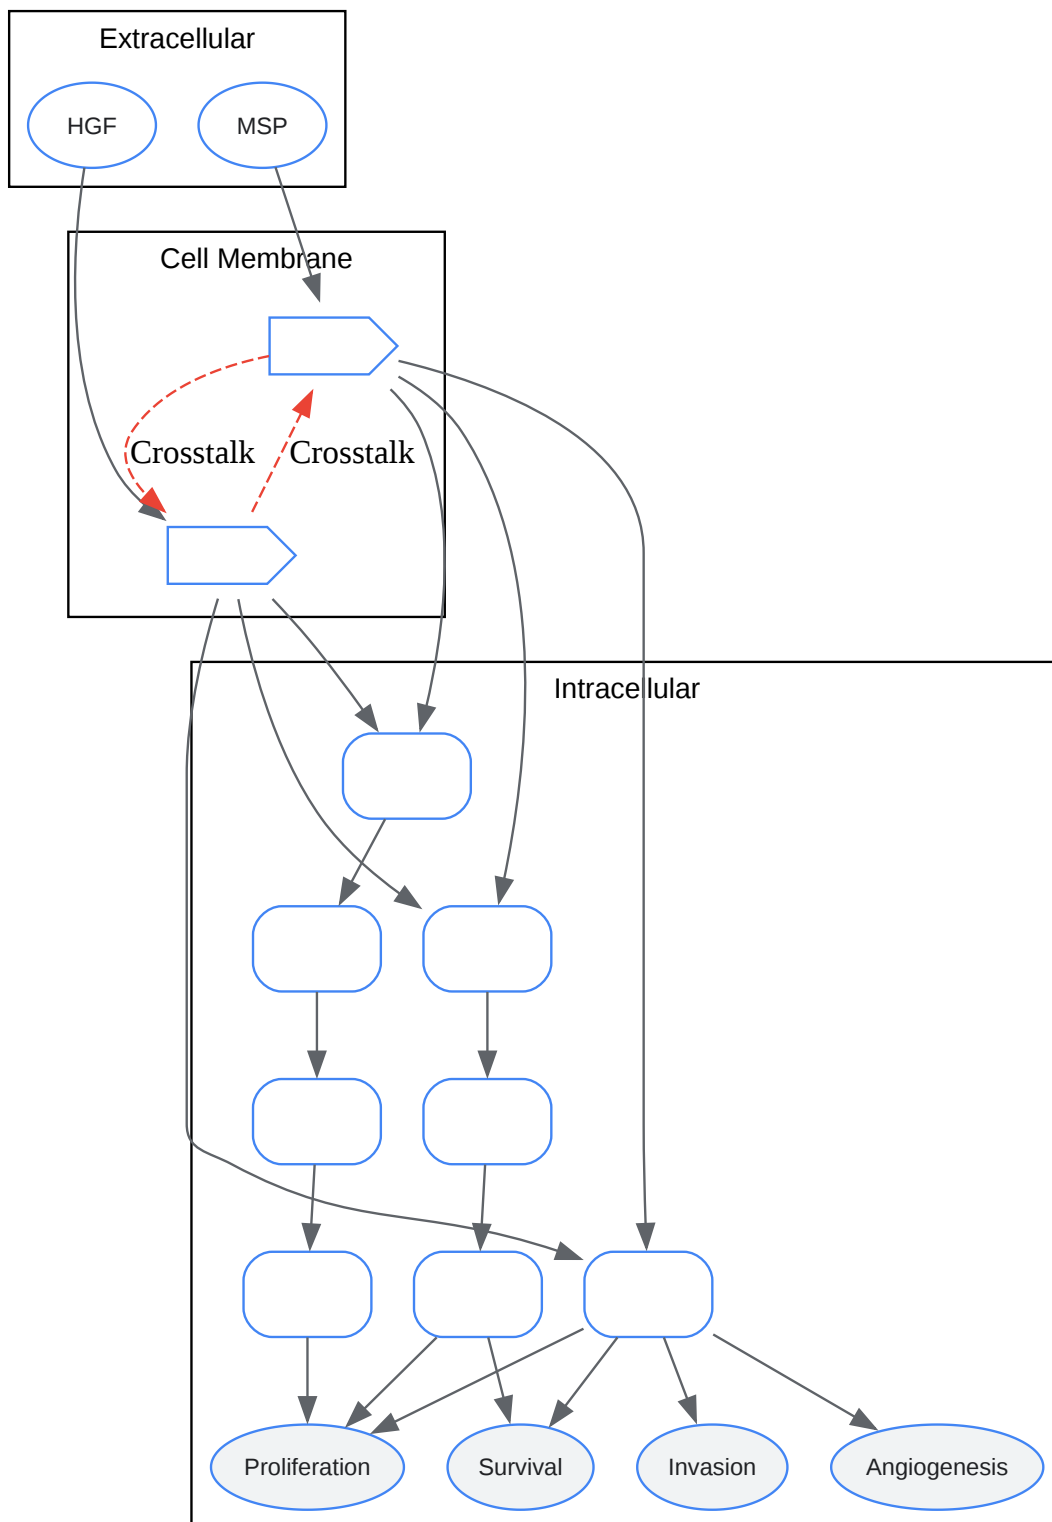 Extracellular
HGF
MSP
Cell Membrane
Crosstalk
Crosstalk
Intracellular
Proliferation
Survival
Invasion
Angiogenesis